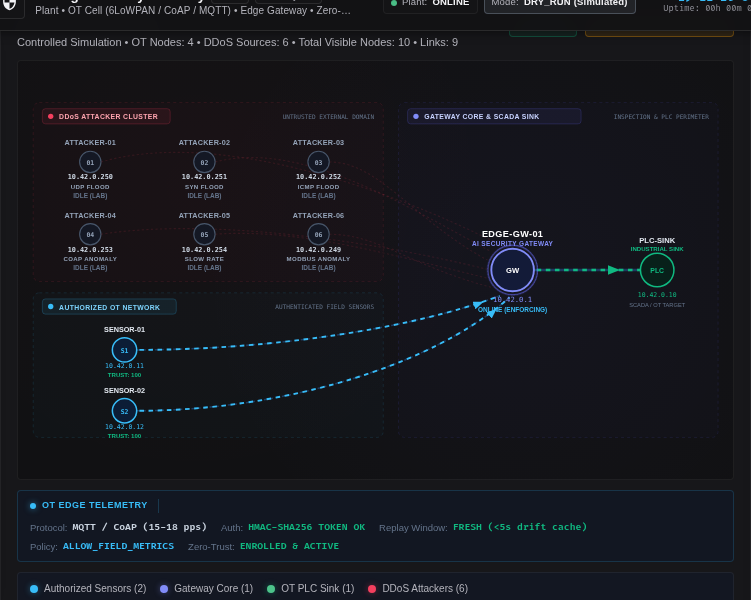 Plant: ONLINE
Mode: DRY_RUN (Simulated)
Plant • OT Cell (6LoWPAN / CoAP / MQTT) • Edge Gateway • Zero-…
Uptime: 00h 00m
Controlled Simulation • OT Nodes: 4 • DDoS Sources: 6 • Total Visible Nodes: 10 • Links: 9
DDoS ATTACKER CLUSTER
UNTRUSTED EXTERNAL DOMAIN
GATEWAY CORE & SCADA SINK
INSPECTION & PLC PERIMETER
ATTACKER-01
ATTACKER-02
ATTACKER-03
01
02
03
10.42.0.250
10.42.0.251
10.42.0.252
UDP FLOOD
SYN FLOOD
ICMP FLOOD
IDLE (LAB)
IDLE (LAB)
IDLE (LAB)
ATTACKER-04
ATTACKER-05
ATTACKER-06
04
05
06
10.42.0.253
10.42.0.254
10.42.0.249
COAP ANOMALY
SLOW RATE
MODBUS ANOMALY
IDLE (LAB)
IDLE (LAB)
IDLE (LAB)
EDGE-GW-01
AI SECURITY GATEWAY
GW
10.42.0.1
ONLINE (ENFORCING)
PLC-SINK
INDUSTRIAL SINK
PLC
10.42.0.10
SCADA / OT TARGET
AUTHORIZED OT NETWORK
AUTHENTICATED FIELD SENSORS
SENSOR-01
S1
10.42.0.11
TRUST: 100
SENSOR-02
S2
10.42.0.12
TRUST: 100
OT EDGE TELEMETRY
Protocol: MQTT / CoAP (15–18 pps) Auth: HMAC-SHA256 TOKEN OK Replay Window: FRESH (<5s drift cache)
Policy: ALLOW_FIELD_METRICS Zero-Trust: ENROLLED & ACTIVE
Authorized Sensors (2) Gateway Core (1) OT PLC Sink (1) DDoS Attackers (6)